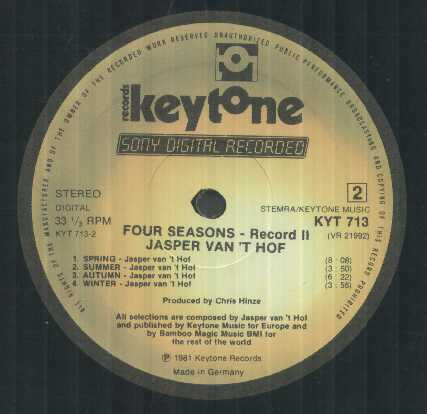 ALL RIGHTS OF THE MANUFACTURER AND OF THE OWNER OF THE RECORDED WORK RESERVED UNAUTHORIZED PUBLIC PERFORMANCE BROADCASTING AND COPYING OF THIS RECORD PROHIBITED
records
keytone
SONY DIGITAL RECORDED
STEREO
2
DIGITAL
STEMRA/KEYTONE MUSIC
33 1/3 RPM
KYT 713
KYT 713-2
(VR 21992)
FOUR SEASONS - Record II
JASPER VAN 'T HOF
1. SPRING - Jasper van 't Hof (8 - 08)
2. SUMMER - Jasper van 't Hof (3 : 50)
3. AUTUMN - Jasper van 't Hof (6 : 22)
4. WINTER - Jasper van 't Hof (3 : 56)
Produced by Chris Hinze
All selections are composed by Jasper van 't Hof
and published by Keytone Music for Europe and
by Bamboo Magic Music BMI for
the rest of the world
℗ 1981 Keytone Records
Made in Germany